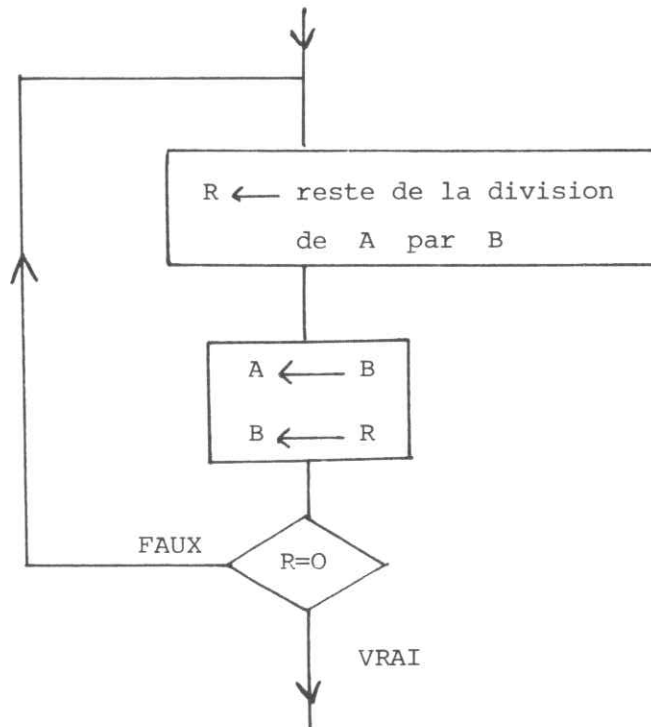 R ← reste de la division
de A par B
A ← B
B ← R
FAUX
R=O
VRAI